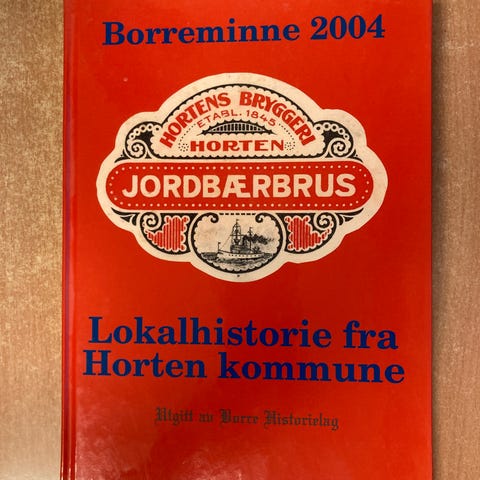 Borreminne 2004
HORTENS BRYGGERI
ETABL. 1845
HORTEN
JORDBÆRBRUS
Lokalhistorie fra
Horten kommune
Utgitt av Borre Historielag